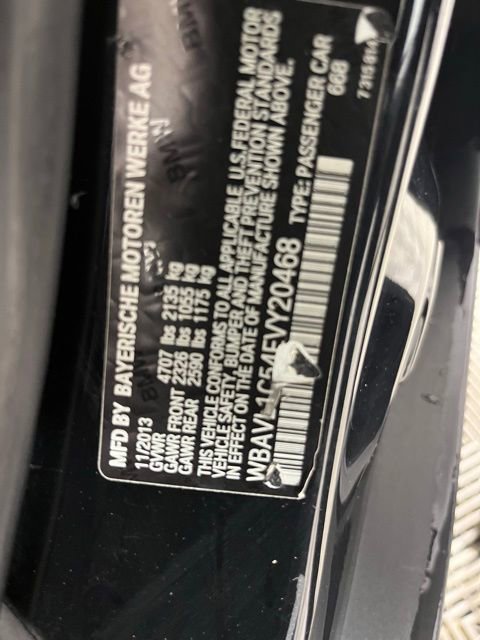 MFD BY BAYERISCHE MOTOREN WERKE AG
11/2013
GVWR 4707 lbs 2135 kg
GAWR FRONT 2326 lbs 1055 kg
GAWR REAR 2590 lbs 1175 kg
THIS VEHICLE CONFORMS TO ALL APPLICABLE U.S. FEDERAL MOTOR
VEHICLE SAFETY, BUMPER AND THEFT PREVENTION STANDARDS
IN EFFECT ON THE DATE OF MANUFACTURE SHOWN ABOVE.
TYPE: PASSENGER CAR
668